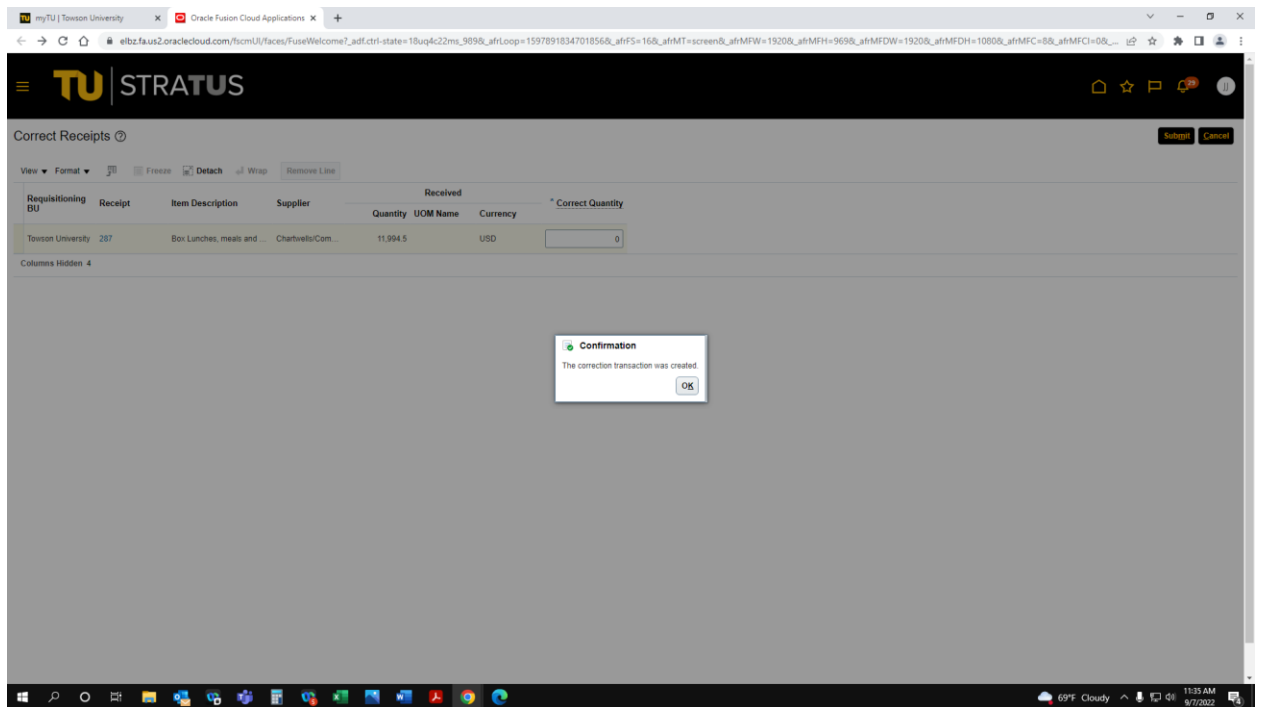 myTU | Towson University
Oracle Fusion Cloud Applications
elbz.fa.us2.oraclecloud.com/fscmUI/faces/FuseWelcome?_adf.ctrl-state=18uq4c22ms_989&_afrLoop=1597891834701856&_afrFS=16&_afrMT=screen&_afrMFW=1920&_afrMFH=969&_afrMFDW=1920&_afrMFDH=1080&_afrMFC=8&_afrMFCI=0&_...
TU | STRATUS
29
JJ
Correct Receipts
Submit Cancel
View Format Freeze Detach Wrap Remove Line
Requisitioning BU Receipt Item Description Supplier Received * Correct Quantity
Quantity UOM Name Currency
Towson University 287 Box Lunches, meals and ... Chartwells/Com... 11,994.5 USD 0
Columns Hidden 4
Confirmation
The correction transaction was created.
OK
69°F Cloudy 11:35 AM
9/7/2022